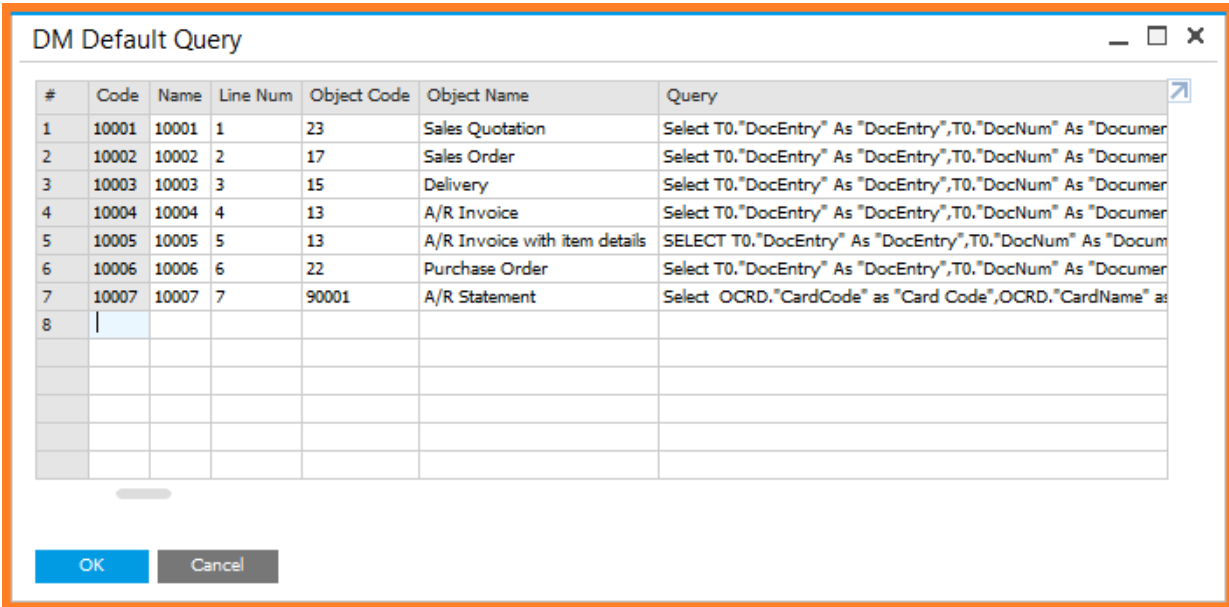 DM Default Query
# Code Name Line Num Object Code Object Name Query
1 10001 10001 1 23 Sales Quotation Select T0."DocEntry" As "DocEntry",T0."DocNum" As "Documer
2 10002 10002 2 17 Sales Order Select T0."DocEntry" As "DocEntry",T0."DocNum" As "Documer
3 10003 10003 3 15 Delivery Select T0."DocEntry" As "DocEntry",T0."DocNum" As "Documer
4 10004 10004 4 13 A/R Invoice Select T0."DocEntry" As "DocEntry",T0."DocNum" As "Documer
5 10005 10005 5 13 A/R Invoice with item details SELECT T0."DocEntry" As "DocEntry",T0."DocNum" As "Docum
6 10006 10006 6 22 Purchase Order Select T0."DocEntry" As "DocEntry",T0."DocNum" As "Documer
7 10007 10007 7 90001 A/R Statement Select  OCRD."CardCode" as "Card Code",OCRD."CardName" as
8
OK Cancel